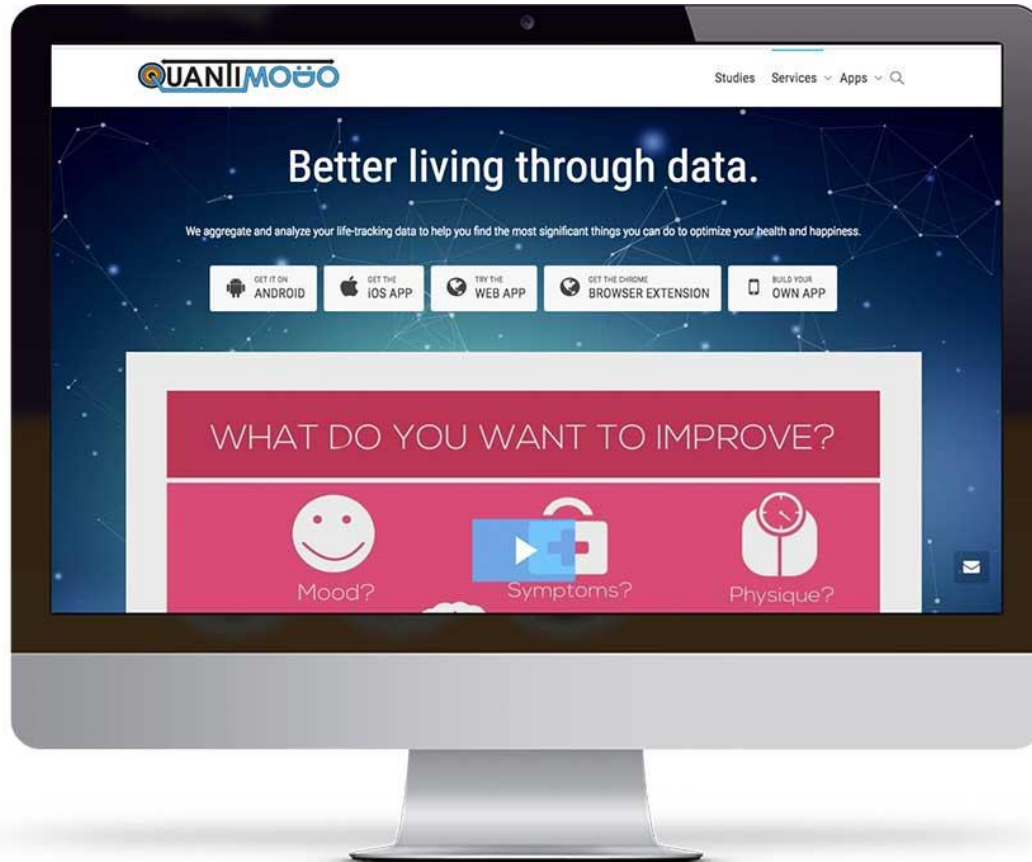 QUANTIMODO
Studies Services Apps
Better living through data.
We aggregate and analyze your life-tracking data to help you find the most significant things you can do to optimize your health and happiness.
GET IT ON
ANDROID
GET THE
iOS APP
TRY THE
WEB APP
GET THE CHROME
BROWSER EXTENSION
BUILD YOUR
OWN APP
WHAT DO YOU WANT TO IMPROVE?
Mood? Symptoms? Physique?